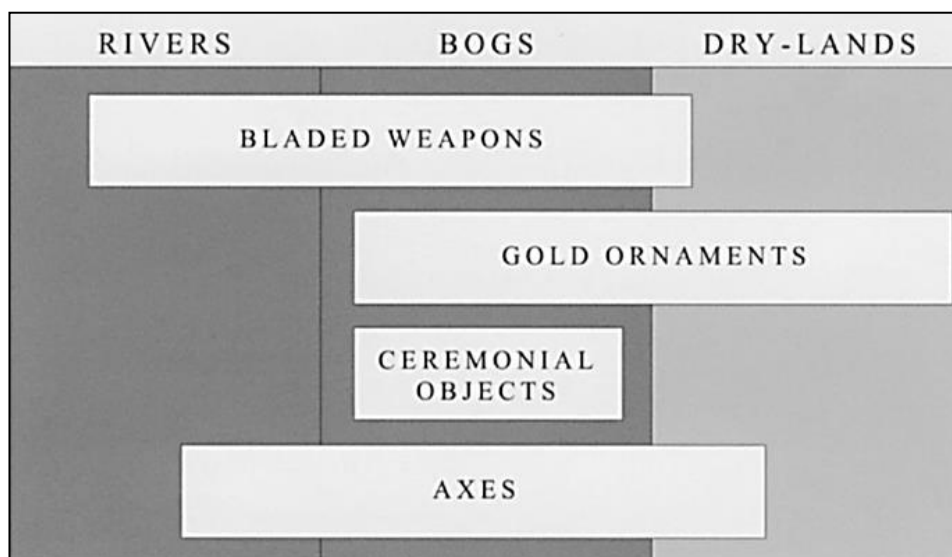 RIVERS BOGS DRY-LANDS
BLADED WEAPONS
GOLD ORNAMENTS
CEREMONIAL
OBJECTS
AXES